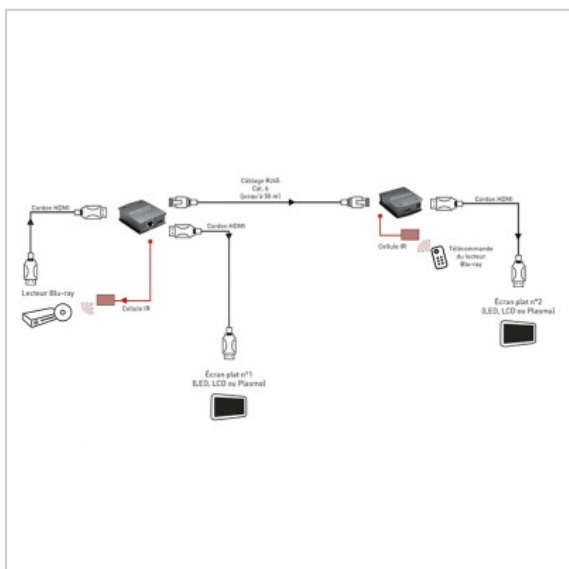 Câblage RJ45
Cat. 6
(jusqu'à 50 m)
Cordon HDMI
Cordon HDMI
Cordon HDMI
Cellule IR
Télécommande
du lecteur
Blu-ray
Lecteur Blu-ray
Cellule IR
Écran plat n°2
(LED, LCD ou Plasma)
Écran plat n°1
(LED, LCD ou Plasma)